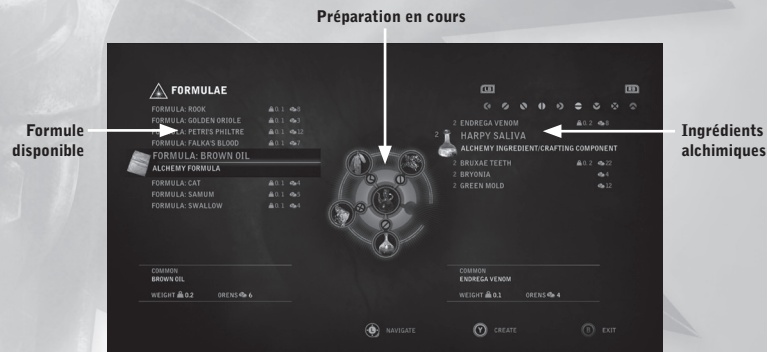 Préparation en cours
Formule disponible
Ingrédients alchimiques
FORMULAE
FORMULA: ROOK 0.1 8
FORMULA: GOLDEN ORIOLE 0.1 3
FORMULA: PETRI'S PHILTRE 0.1 12
FORMULA: FALKA'S BLOOD 0.1 7
FORMULA: BROWN OIL
ALCHEMY FORMULA
FORMULA: CAT 0.1 4
FORMULA: SAMUM 0.1 5
FORMULA: SWALLOW 0.1 4
COMMON
BROWN OIL
WEIGHT 0.2 ORENS 6
LB RB
2 ENDREGA VENOM 0.2 8
2 HARPY SALIVA
ALCHEMY INGREDIENT/CRAFTING COMPONENT
2 BRUXAE TEETH 0.2 22
2 BRYONIA 4
2 GREEN MOLD 12
COMMON
ENDREGA VENOM
WEIGHT 0.1 ORENS 4
L NAVIGATE
Y CREATE
B EXIT